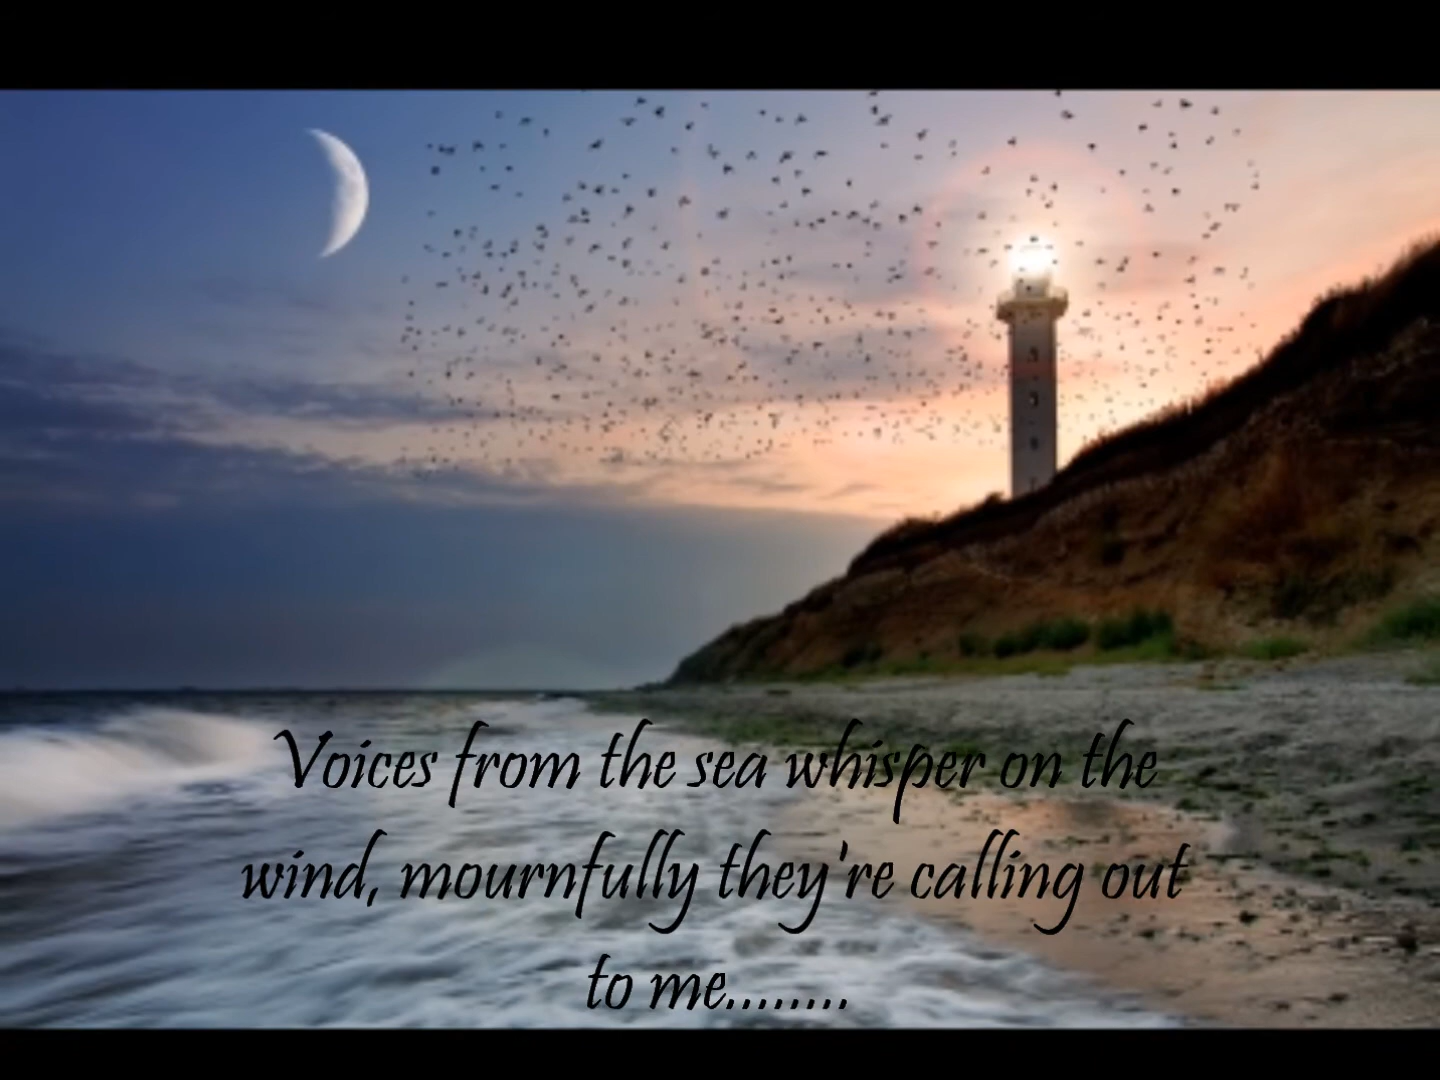 Voices from the sea whisper on the
wind, mournfully they're calling out
to me........